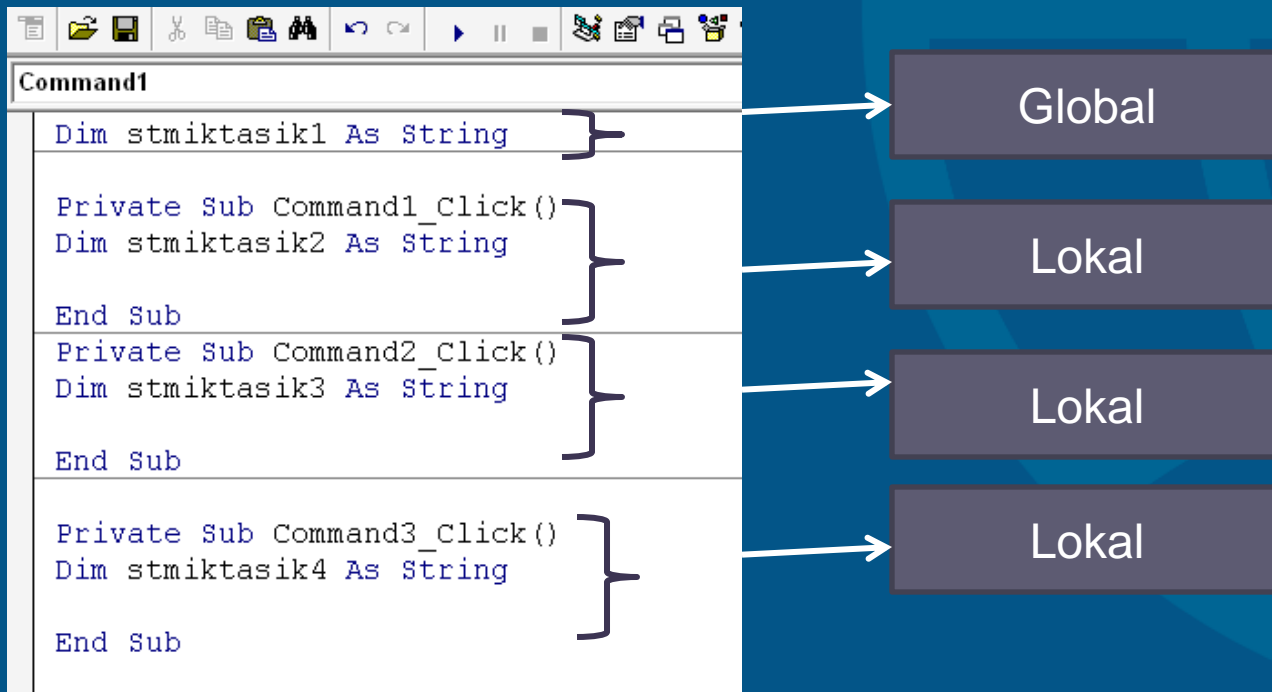 Command1
Dim stmiktasik1 As String
Global
Private Sub Command1_Click()
Dim stmiktasik2 As String
End Sub
Lokal
Private Sub Command2_Click()
Dim stmiktasik3 As String
End Sub
Lokal
Private Sub Command3_Click()
Dim stmiktasik4 As String
End Sub
Lokal